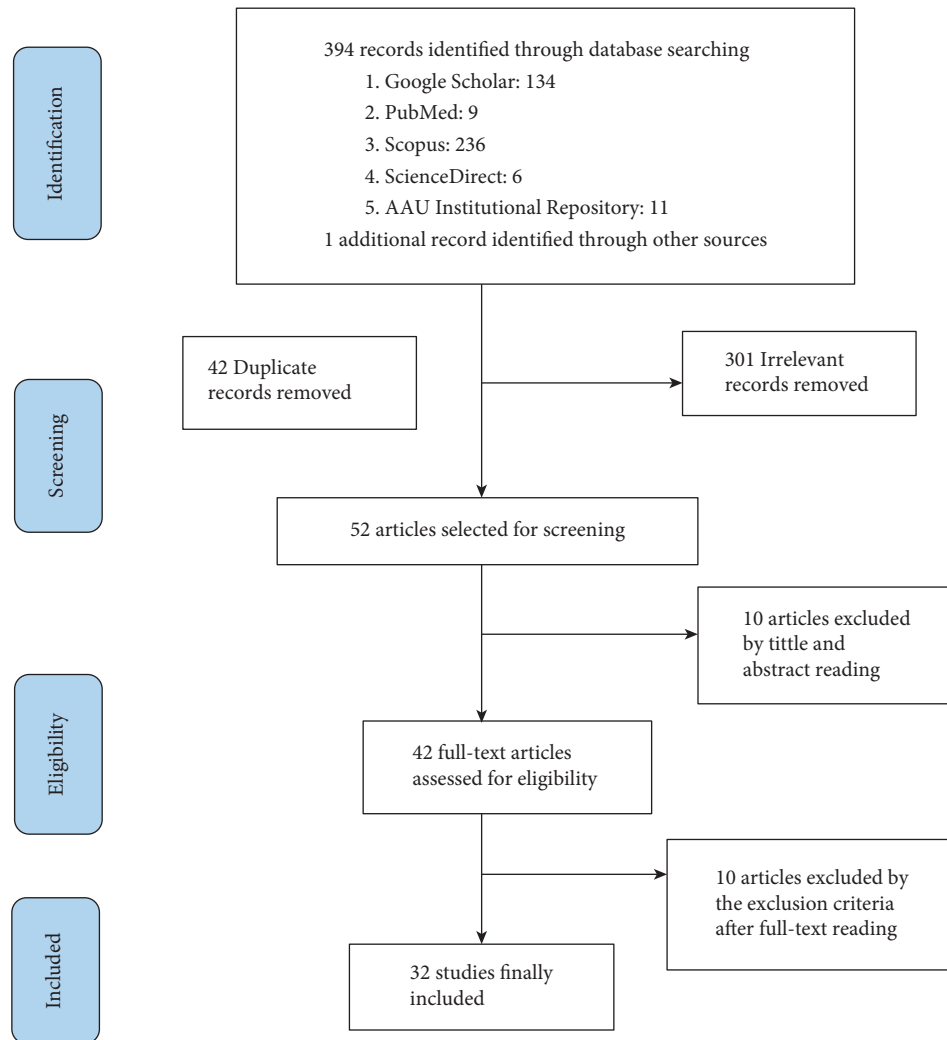 Identification
394 records identified through database searching
1. Google Scholar: 134
2. PubMed: 9
3. Scopus: 236
4. ScienceDirect: 6
5. AAU Institutional Repository: 11
1 additional record identified through other sources
Screening
42 Duplicate
records removed
301 Irrelevant
records removed
52 articles selected for screening
10 articles excluded
by tittle and
abstract reading
Eligibility
42 full-text articles
assessed for eligibility
10 articles excluded by
the exclusion criteria
after full-text reading
Included
32 studies finally
included